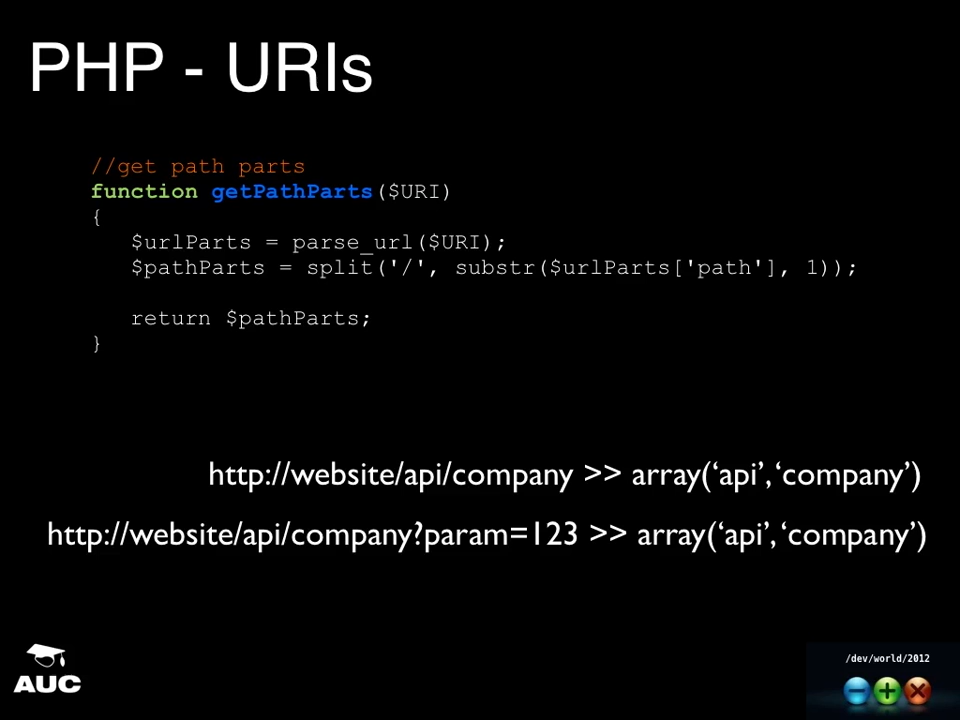 PHP - URIs
//get path parts
function getPathParts($URI)
{
$urlParts = parse_url($URI);
$pathParts = split('/', substr($urlParts['path'], 1));
return $pathParts;
}
http://website/api/company >> array(‘api’,‘company’)
http://website/api/company?param=123 >> array(‘api’,‘company’)
AUC
/dev/world/2012